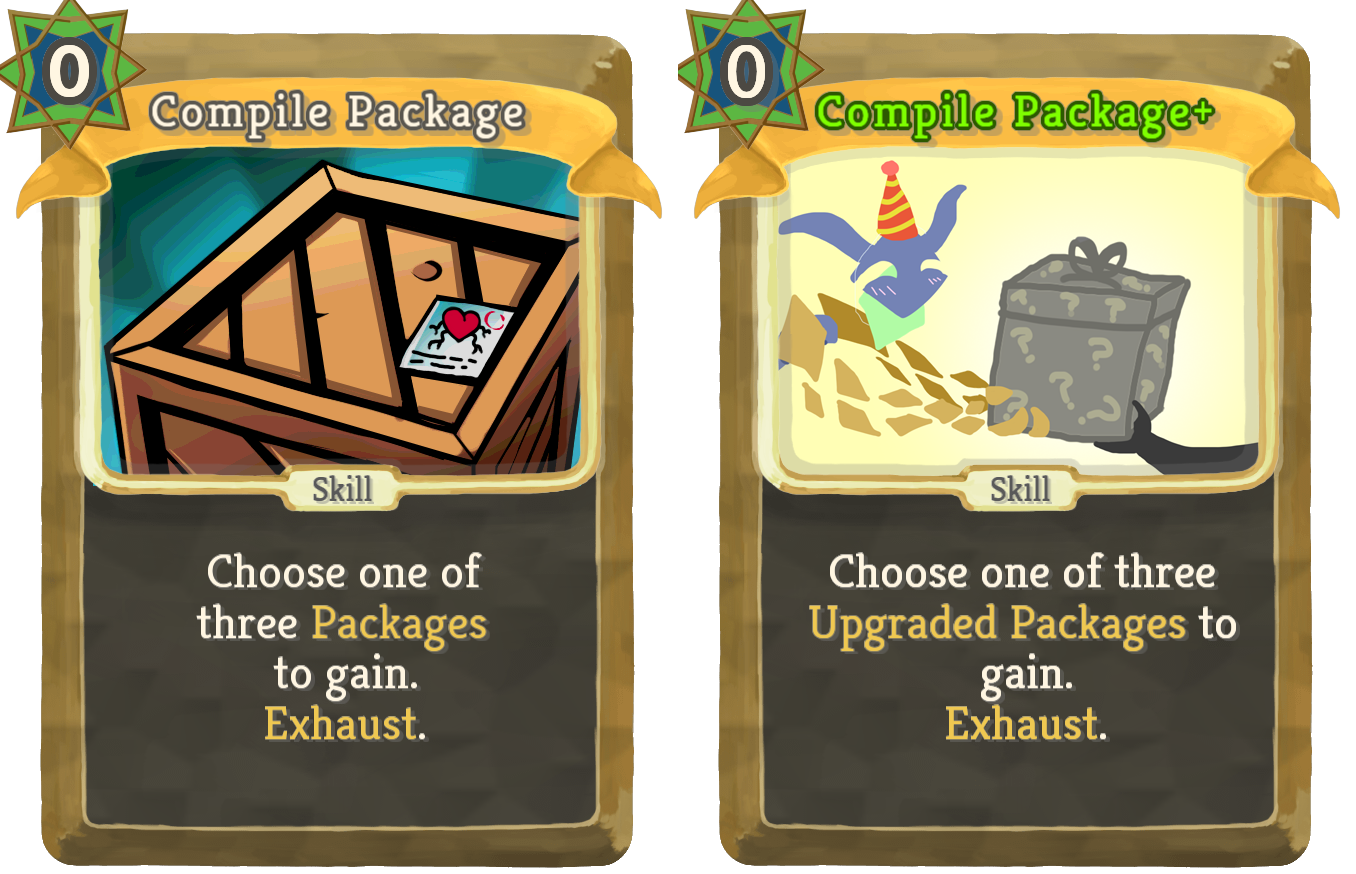 0
Compile Package
Skill
Choose one of
three Packages
to gain.
Exhaust.
0
Compile Package+
Skill
Choose one of three
Upgraded Packages to
gain.
Exhaust.